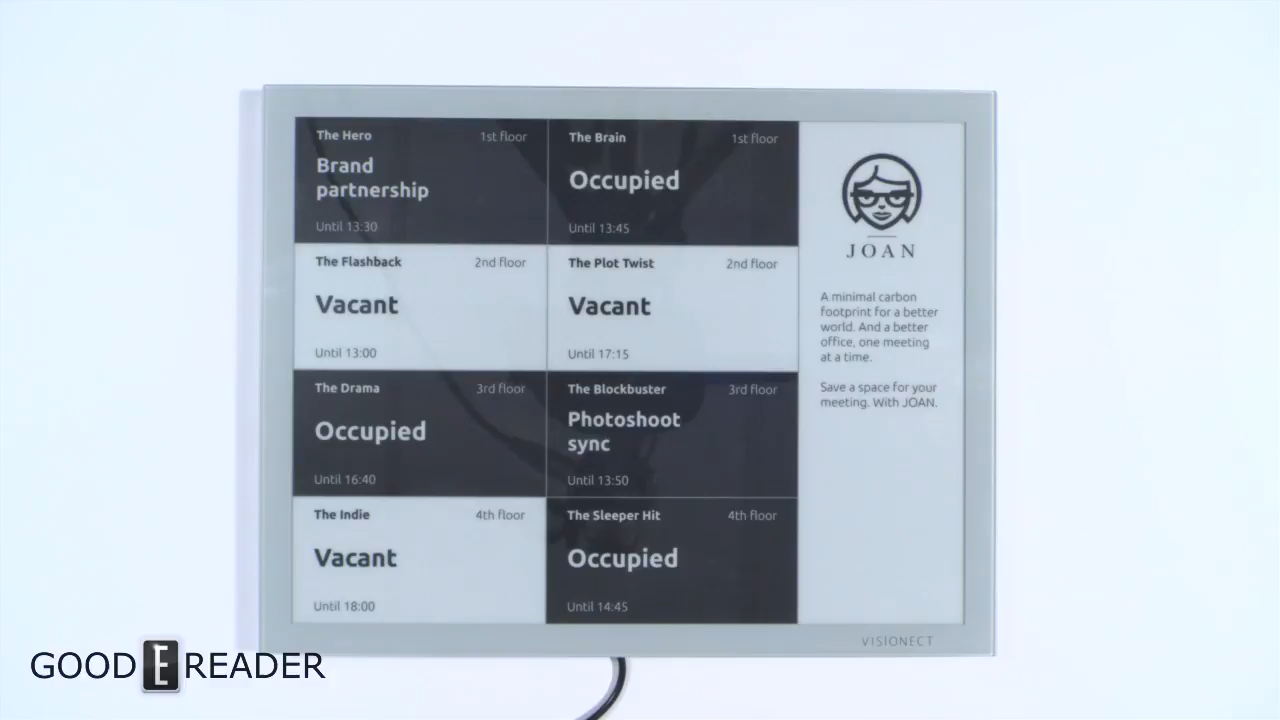 The Hero 1st floor
Brand
partnership
Until 13:30
The Brain 1st floor
Occupied
Until 13:45
The Flashback 2nd floor
Vacant
Until 13:00
The Plot Twist 2nd floor
Vacant
Until 17:15
The Drama 3rd floor
Occupied
Until 16:40
The Blockbuster 3rd floor
Photoshoot
sync
Until 13:50
The Indie 4th floor
Vacant
Until 18:00
The Sleeper Hit 4th floor
Occupied
Until 14:45
JOAN
A minimal carbon
footprint for a better
world. And a better
office, one meeting
at a time.
Save a space for your
meeting. With JOAN.
VISIONECT
GOOD E READER